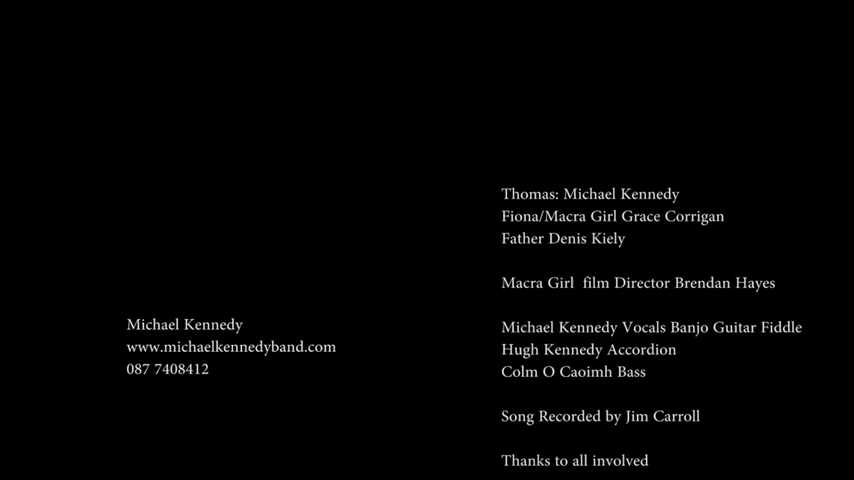 Michael Kennedy
www.michaelkennedyband.com
087 7408412
Thomas: Michael Kennedy
Fiona/Macra Girl Grace Corrigan
Father Denis Kiely
Macra Girl  film Director Brendan Hayes
Michael Kennedy Vocals Banjo Guitar Fiddle
Hugh Kennedy Accordion
Colm O Caoimh Bass
Song Recorded by Jim Carroll
Thanks to all involved